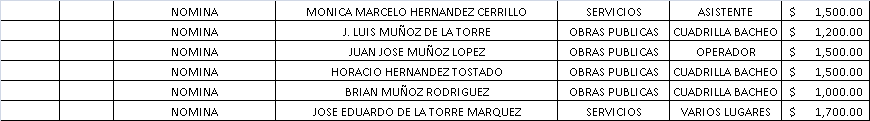 NOMINA MONICA MARCELO HERNANDEZ CERRILLO SERVICIOS ASISTENTE $ 1,500.00
NOMINA J. LUIS MUÑOZ DE LA TORRE OBRAS PUBLICAS CUADRILLA BACHEO $ 1,200.00
NOMINA JUAN JOSE MUÑOZ LOPEZ OBRAS PUBLICAS OPERADOR $ 1,500.00
NOMINA HORACIO HERNANDEZ TOSTADO OBRAS PUBLICAS CUADRILLA BACHEO $ 1,500.00
NOMINA BRIAN MUÑOZ RODRIGUEZ OBRAS PUBLICAS CUADRILLA BACHEO $ 1,000.00
NOMINA JOSE EDUARDO DE LA TORRE MARQUEZ SERVICIOS VARIOS LUGARES $ 1,700.00